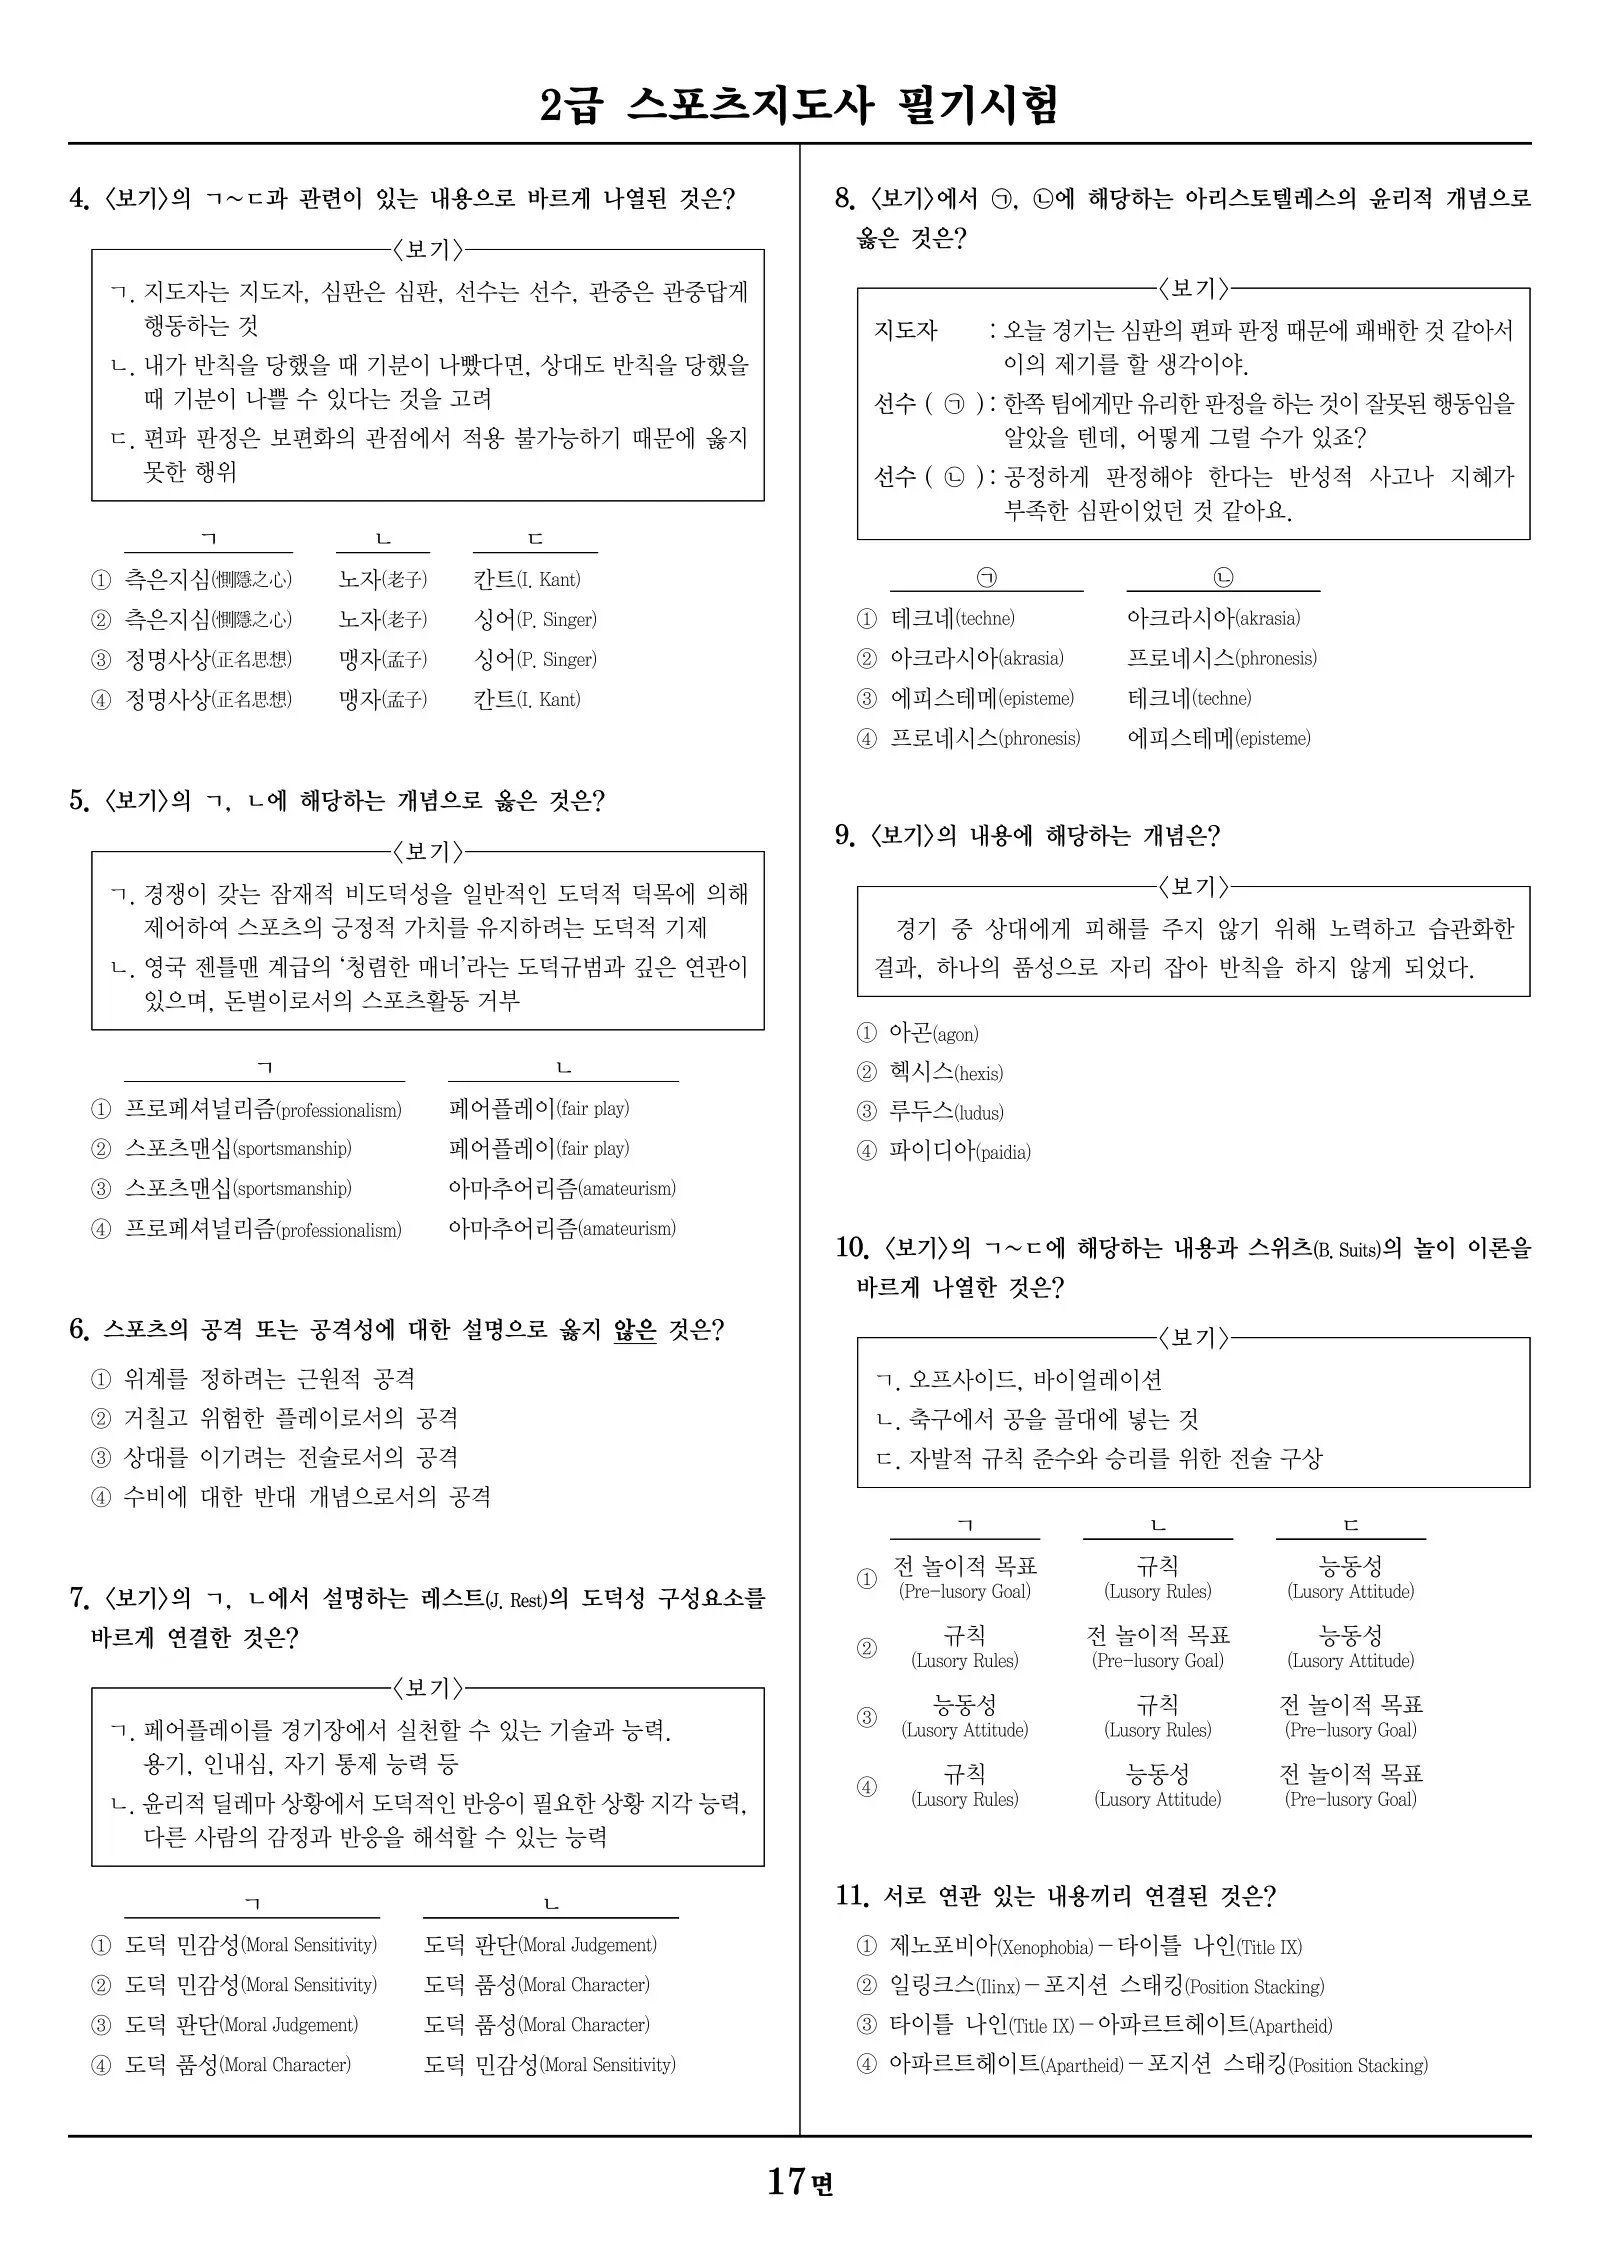 2급 스포츠지도사 필기시험
4. 〈보기〉의 ㄱ~ㄷ과 관련이 있는 내용으로 바르게 나열된 것은?
〈보기〉
ㄱ. 지도자는 지도자, 심판은 심판, 선수는 선수, 관중은 관중답게
행동하는 것
ㄴ. 내가 반칙을 당했을 때 기분이 나빴다면, 상대도 반칙을 당했을
때 기분이 나쁠 수 있다는 것을 고려
ㄷ. 편파 판정은 보편화의 관점에서 적용 불가능하기 때문에 옳지
못한 행위
ㄱ ㄴ ㄷ
① 측은지심(惻隱之心) 노자(老子) 칸트(I. Kant)
② 측은지심(惻隱之心) 노자(老子) 싱어(P. Singer)
③ 정명사상(正名思想) 맹자(孟子) 싱어(P. Singer)
④ 정명사상(正名思想) 맹자(孟子) 칸트(I. Kant)
5. 〈보기〉의 ㄱ, ㄴ에 해당하는 개념으로 옳은 것은?
〈보기〉
ㄱ. 경쟁이 갖는 잠재적 비도덕성을 일반적인 도덕적 덕목에 의해
제어하여 스포츠의 긍정적 가치를 유지하려는 도덕적 기제
ㄴ. 영국 젠틀맨 계급의 ‘청렴한 매너’라는 도덕규범과 깊은 연관이
있으며, 돈벌이로서의 스포츠활동 거부
ㄱ ㄴ
① 프로페셔널리즘(professionalism) 페어플레이(fair play)
② 스포츠맨십(sportsmanship) 페어플레이(fair play)
③ 스포츠맨십(sportsmanship) 아마추어리즘(amateurism)
④ 프로페셔널리즘(professionalism) 아마추어리즘(amateurism)
6. 스포츠의 공격 또는 공격성에 대한 설명으로 옳지 않은 것은?
① 위계를 정하려는 근원적 공격
② 거칠고 위험한 플레이로서의 공격
③ 상대를 이기려는 전술로서의 공격
④ 수비에 대한 반대 개념으로서의 공격
7. 〈보기〉의 ㄱ, ㄴ에서 설명하는 레스트(J. Rest)의 도덕성 구성요소를
바르게 연결한 것은?
〈보기〉
ㄱ. 페어플레이를 경기장에서 실천할 수 있는 기술과 능력.
용기, 인내심, 자기 통제 능력 등
ㄴ. 윤리적 딜레마 상황에서 도덕적인 반응이 필요한 상황 지각 능력,
다른 사람의 감정과 반응을 해석할 수 있는 능력
ㄱ ㄴ
① 도덕 민감성(Moral Sensitivity) 도덕 판단(Moral Judgement)
② 도덕 민감성(Moral Sensitivity) 도덕 품성(Moral Character)
③ 도덕 판단(Moral Judgement) 도덕 품성(Moral Character)
④ 도덕 품성(Moral Character) 도덕 민감성(Moral Sensitivity)
8. 〈보기〉에서 ㉠, ㉡에 해당하는 아리스토텔레스의 윤리적 개념으로
옳은 것은?
〈보기〉
지도자 : 오늘 경기는 심판의 편파 판정 때문에 패배한 것 같아서
이의 제기를 할 생각이야.
선수 ( ㉠ ) : 한쪽 팀에게만 유리한 판정을 하는 것이 잘못된 행동임을
알았을 텐데, 어떻게 그럴 수가 있죠?
선수 ( ㉡ ) : 공정하게 판정해야 한다는 반성적 사고나 지혜가
부족한 심판이었던 것 같아요.
㉠ ㉡
① 테크네(techne) 아크라시아(akrasia)
② 아크라시아(akrasia) 프로네시스(phronesis)
③ 에피스테메(episteme) 테크네(techne)
④ 프로네시스(phronesis) 에피스테메(episteme)
9. 〈보기〉의 내용에 해당하는 개념은?
〈보기〉
경기 중 상대에게 피해를 주지 않기 위해 노력하고 습관화한
결과, 하나의 품성으로 자리 잡아 반칙을 하지 않게 되었다.
① 아곤(agon)
② 헥시스(hexis)
③ 루두스(ludus)
④ 파이디아(paidia)
10. 〈보기〉의 ㄱ~ㄷ에 해당하는 내용과 스위츠(B. Suits)의 놀이 이론을
바르게 나열한 것은?
〈보기〉
ㄱ. 오프사이드, 바이얼레이션
ㄴ. 축구에서 공을 골대에 넣는 것
ㄷ. 자발적 규칙 준수와 승리를 위한 전술 구상
ㄱ ㄴ ㄷ
① 전 놀이적 목표 규칙 능동성
(Pre-lusory Goal) (Lusory Rules) (Lusory Attitude)
② 규칙 전 놀이적 목표 능동성
(Lusory Rules) (Pre-lusory Goal) (Lusory Attitude)
③ 능동성 규칙 전 놀이적 목표
(Lusory Attitude) (Lusory Rules) (Pre-lusory Goal)
④ 규칙 능동성 전 놀이적 목표
(Lusory Rules) (Lusory Attitude) (Pre-lusory Goal)
11. 서로 연관 있는 내용끼리 연결된 것은?
① 제노포비아(Xenophobia)-타이틀 나인(Title IX)
② 일링크스(Ilinx)-포지션 스태킹(Position Stacking)
③ 타이틀 나인(Title IX)-아파르트헤이트(Apartheid)
④ 아파르트헤이트(Apartheid)-포지션 스태킹(Position Stacking)
17면